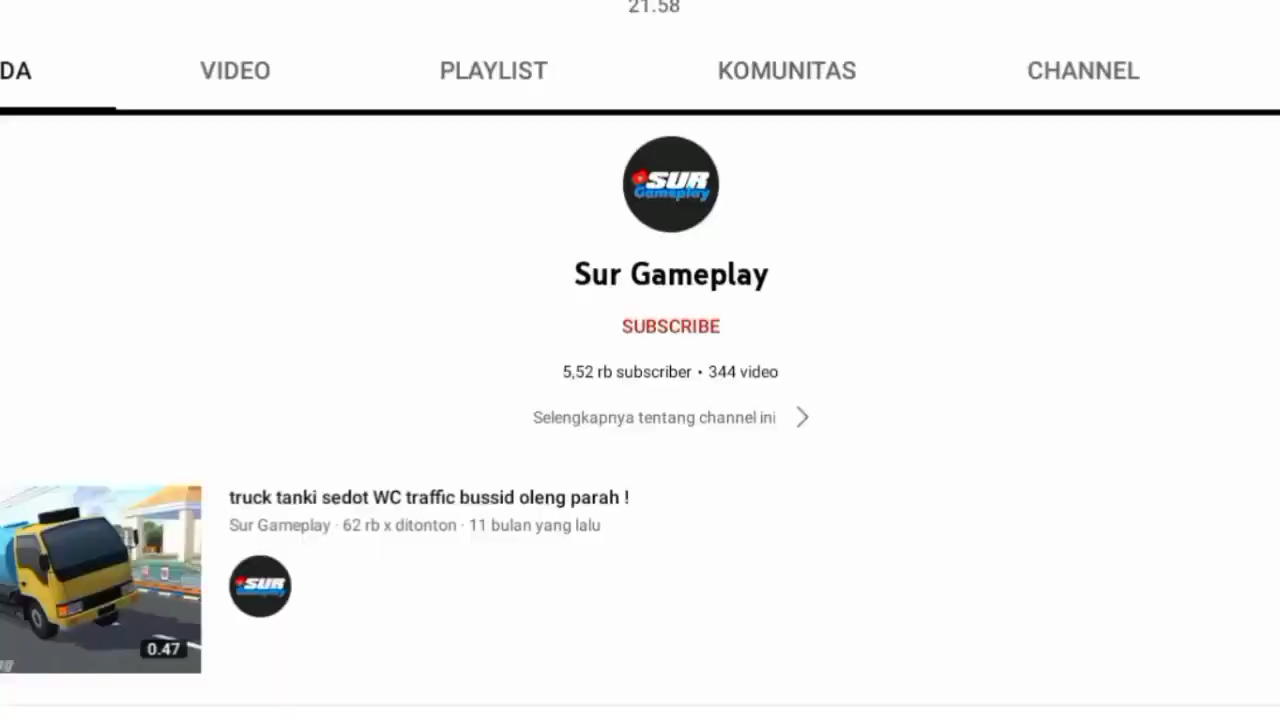 21.58
DA VIDEO PLAYLIST KOMUNITAS CHANNEL
SUR
Gameplay
Sur Gameplay
SUBSCRIBE
5,52 rb subscriber • 344 video
Selengkapnya tentang channel ini
truck tanki sedot WC traffic bussid oleng parah !
Sur Gameplay · 62 rb x ditonton · 11 bulan yang lalu
SUR
Gameplay
0.47